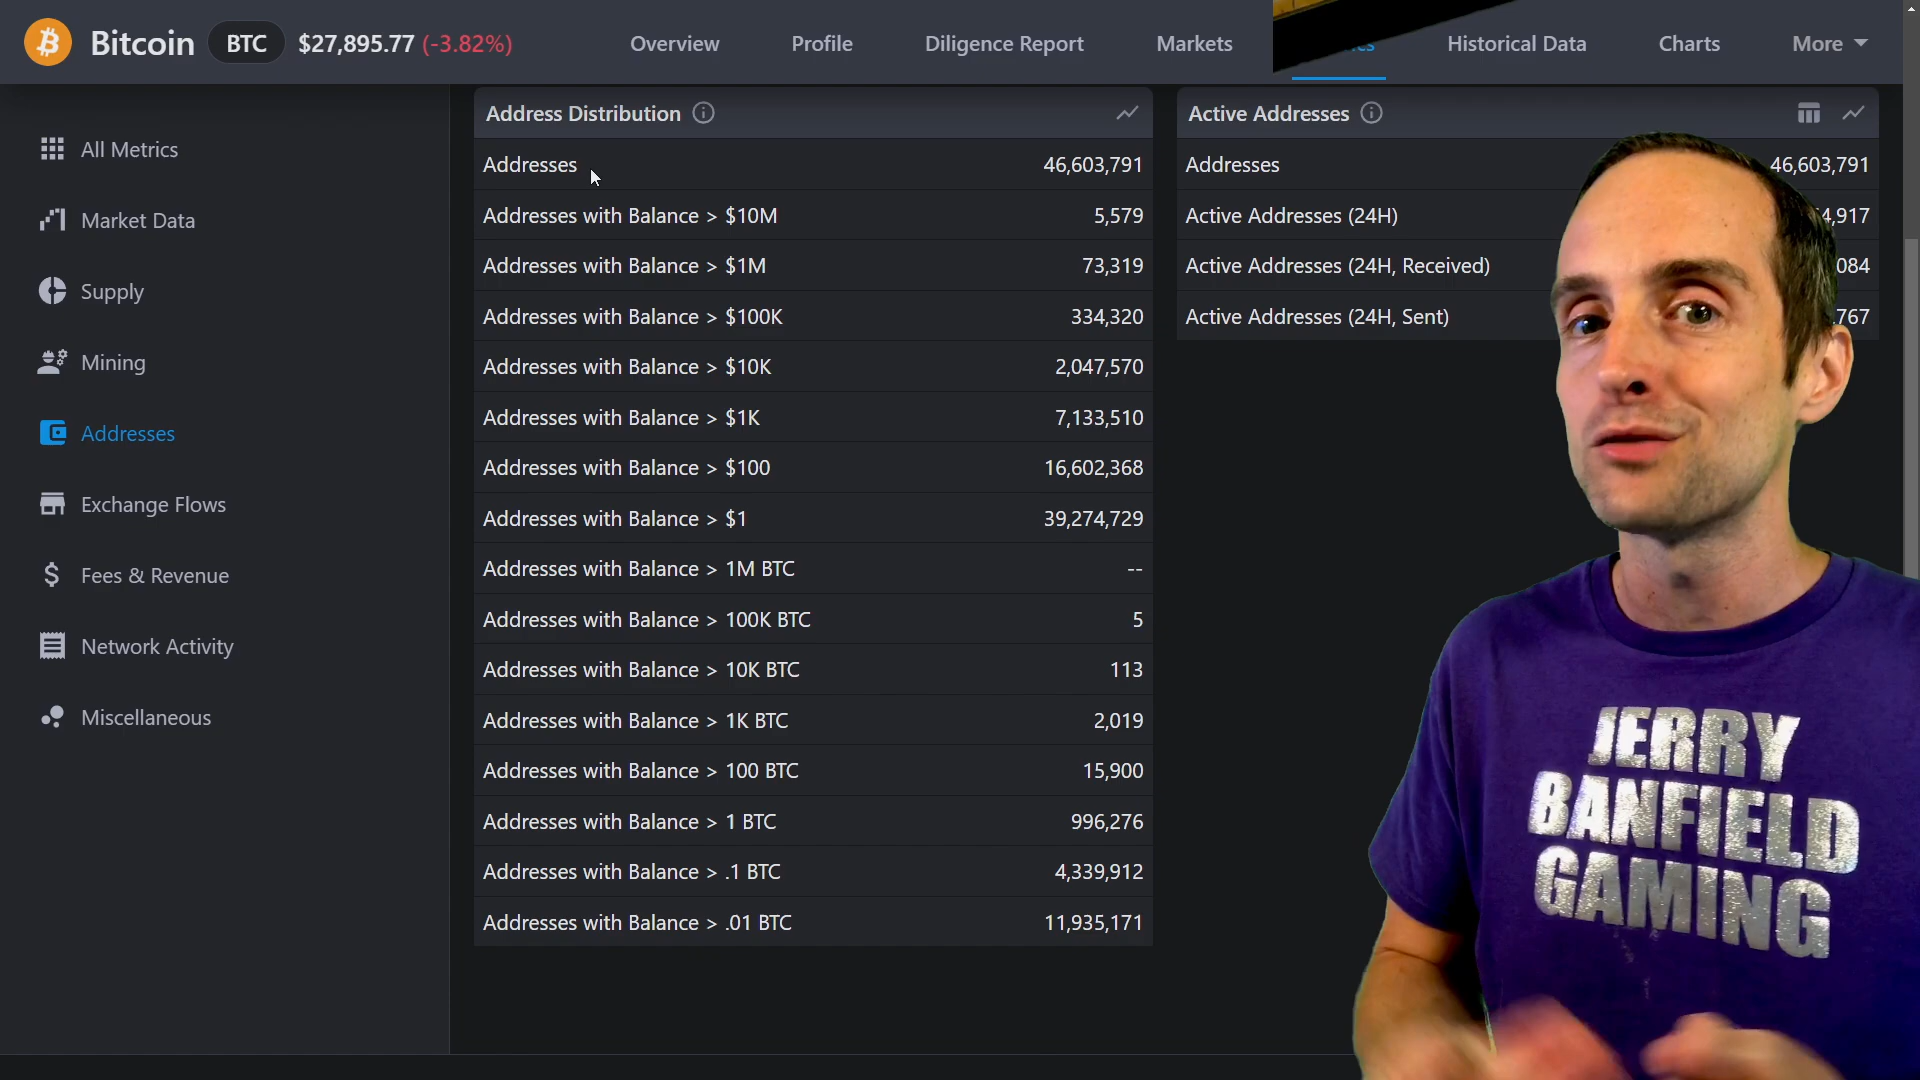 Bitcoin BTC $27,895.77 (-3.82%) Overview Profile Diligence Report Markets Historical Data Charts More
All Metrics
Market Data
Supply
Mining
Addresses
Exchange Flows
Fees & Revenue
Network Activity
Miscellaneous
Address Distribution
Addresses 46,603,791
Addresses with Balance > $10M 5,579
Addresses with Balance > $1M 73,319
Addresses with Balance > $100K 334,320
Addresses with Balance > $10K 2,047,570
Addresses with Balance > $1K 7,133,510
Addresses with Balance > $100 16,602,368
Addresses with Balance > $1 39,274,729
Addresses with Balance > 1M BTC --
Addresses with Balance > 100K BTC 5
Addresses with Balance > 10K BTC 113
Addresses with Balance > 1K BTC 2,019
Addresses with Balance > 100 BTC 15,900
Addresses with Balance > 1 BTC 996,276
Addresses with Balance > .1 BTC 4,339,912
Addresses with Balance > .01 BTC 11,935,171
Active Addresses
Addresses 46,603,791
Active Addresses (24H) 4,917
Active Addresses (24H, Received) 084
Active Addresses (24H, Sent) ,767
JERRY
BANFIELD
GAMING